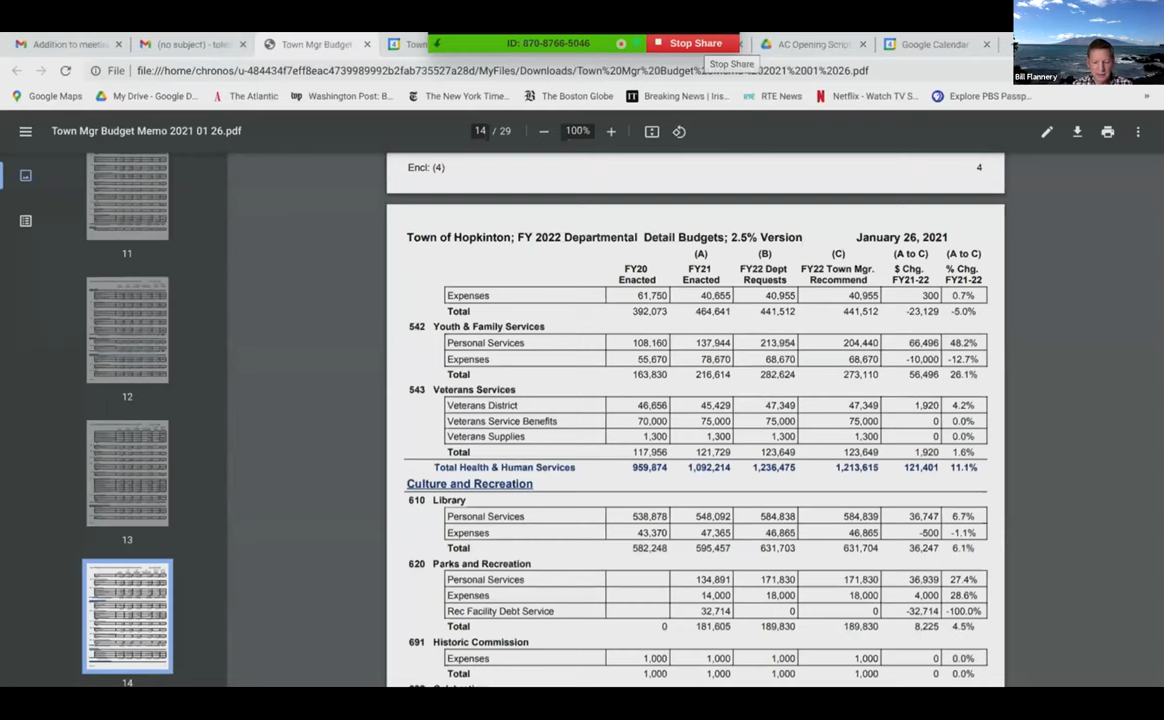 Addition to meetin
(no subject) - toles
Town Mgr Budget
Town
ID: 870-8766-5046
Stop Share
AC Opening Scrip
Google Calendar
Stop Share
Bill Flannery
File
file:///home/chronos/u-484434f7eff8eac4739989992b2fab735527a28d/MyFiles/Downloads/Town%20Mgr%20Budget
2021%2001%2026.pdf
Google Maps
My Drive - Google D...
The Atlantic
Washington Post: B...
The New York Time...
The Boston Globe
Breaking News | Iris...
RTE News
Netflix - Watch TV S...
Explore PBS Passp...
Town Mgr Budget Memo 2021 01 26.pdf
14 / 29
100%
11
12
13
14
Encl: (4) 4
Town of Hopkinton; FY 2022 Departmental Detail Budgets; 2.5% Version January 26, 2021
(A) (B) (C) (A to C) (A to C)
FY20 FY21 FY22 Dept FY22 Town Mgr. $ Chg. % Chg.
Enacted Enacted Requests Recommend FY21-22 FY21-22
Expenses 61,750 40,655 40,955 40,955 300 0.7%
Total 392,073 464,641 441,512 441,512 -23,129 -5.0%
542 Youth & Family Services
Personal Services 108,160 137,944 213,954 204,440 66,496 48.2%
Expenses 55,670 78,670 68,670 68,670 -10,000 -12.7%
Total 163,830 216,614 282,624 273,110 56,496 26.1%
543 Veterans Services
Veterans District 46,656 45,429 47,349 47,349 1,920 4.2%
Veterans Service Benefits 70,000 75,000 75,000 75,000 0 0.0%
Veterans Supplies 1,300 1,300 1,300 1,300 0 0.0%
Total 117,956 121,729 123,649 123,649 1,920 1.6%
Total Health & Human Services 959,874 1,092,214 1,236,475 1,213,615 121,401 11.1%
Culture and Recreation
610 Library
Personal Services 538,878 548,092 584,838 584,839 36,747 6.7%
Expenses 43,370 47,365 46,865 46,865 -500 -1.1%
Total 582,248 595,457 631,703 631,704 36,247 6.1%
620 Parks and Recreation
Personal Services 134,891 171,830 171,830 36,939 27.4%
Expenses 14,000 18,000 18,000 4,000 28.6%
Rec Facility Debt Service 32,714 0 0 -32,714 -100.0%
Total 0 181,605 189,830 189,830 8,225 4.5%
691 Historic Commission
Expenses 1,000 1,000 1,000 1,000 0 0.0%
Total 1,000 1,000 1,000 1,000 0 0.0%